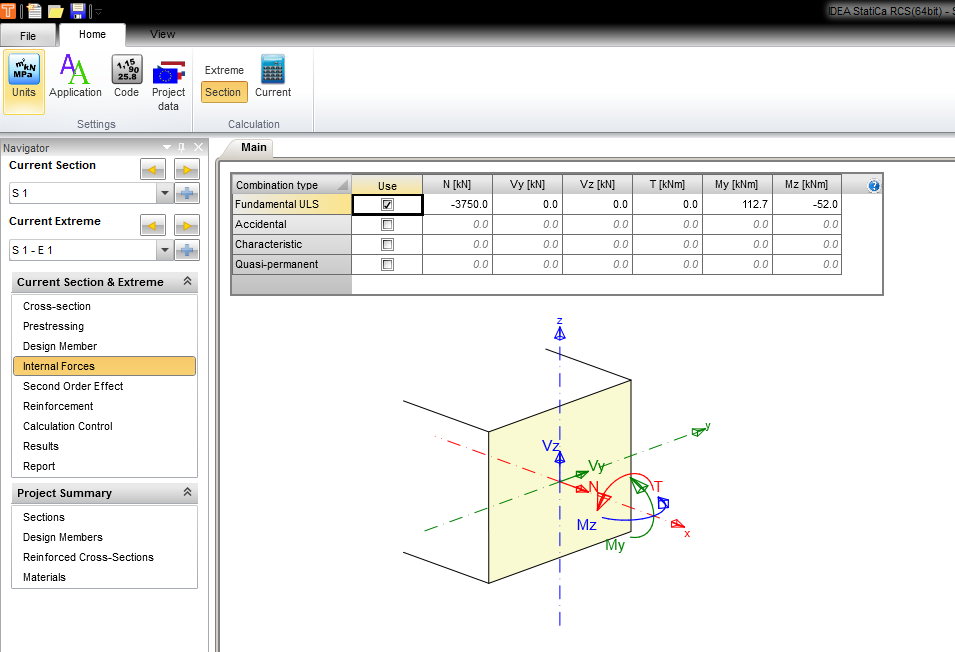 IDEA StatiCa RCS(64bit) -
File Home View
m² kN MPa
1,15 90 25.8
Units Application Code Project data
Extreme
Section Current
Settings Calculation
Navigator
Main
Current Section
S 1
Current Extreme
S 1 - E 1
Current Section & Extreme
Cross-section
Prestressing
Design Member
Internal Forces
Second Order Effect
Reinforcement
Calculation Control
Results
Report
Project Summary
Sections
Design Members
Reinforced Cross-Sections
Materials
Combination type Use N [kN] Vy [kN] Vz [kN] T [kNm] My [kNm] Mz [kNm]
Fundamental ULS -3750.0 0.0 0.0 0.0 112.7 -52.0
Accidental 0.0 0.0 0.0 0.0 0.0 0.0
Characteristic 0.0 0.0 0.0 0.0 0.0 0.0
Quasi-permanent 0.0 0.0 0.0 0.0 0.0 0.0
z
y
Vz
Vy
N
T
Mz
x
My